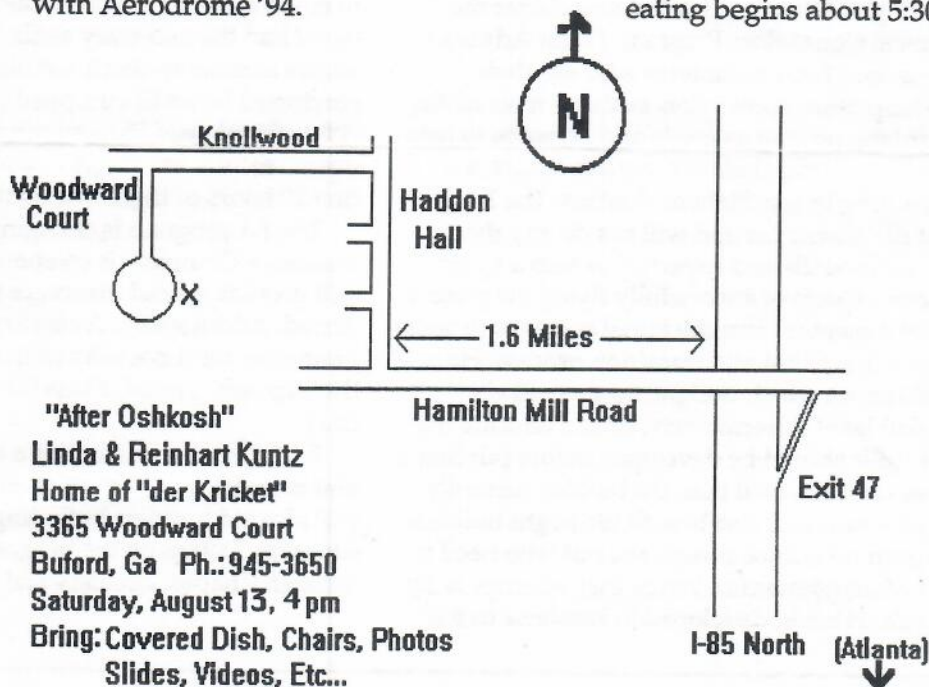 with Aerodrome '94.
eating begins about 5:30
N
Knollwood
Woodward
Court
Haddon
Hall
X
1.6 Miles
Hamilton Mill Road
Exit 47
"After Oshkosh"
Linda & Reinhart Kuntz
Home of "der Kricket"
3365 Woodward Court
Buford, Ga Ph.: 945-3650
Saturday, August 13, 4 pm
Bring: Covered Dish, Chairs, Photos
Slides, Videos, Etc...
I-85 North
(Atlanta)